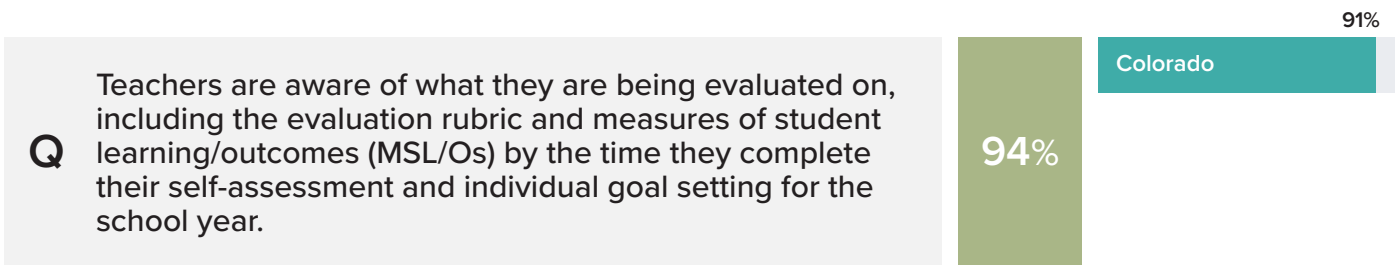 91%
Colorado
Teachers are aware of what they are being evaluated on,
including the evaluation rubric and measures of student
Q learning/outcomes (MSL/Os) by the time they complete
their self-assessment and individual goal setting for the
school year.
94%